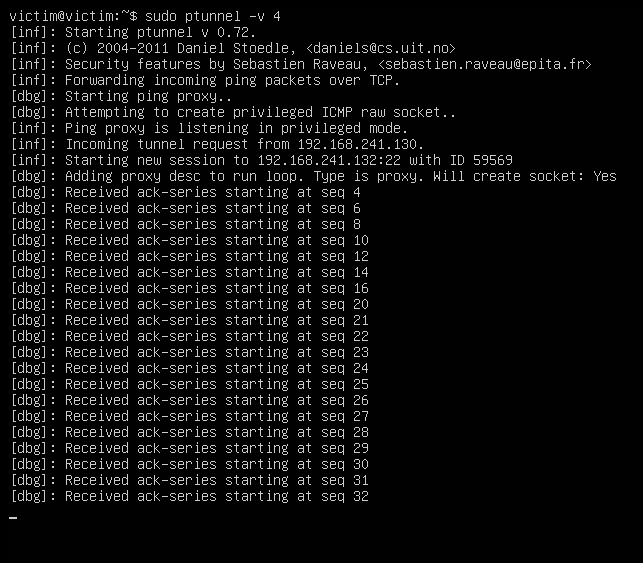 victim@victim:~$ sudo ptunnel -v 4
[inf]: Starting ptunnel v 0.72.
[inf]: (c) 2004-2011 Daniel Stoedle, <daniels@cs.uit.no>
[inf]: Security features by Sebastien Raveau, <sebastien.raveau@epita.fr>
[inf]: Forwarding incoming ping packets over TCP.
[dbg]: Starting ping proxy..
[dbg]: Attempting to create privileged ICMP raw socket..
[inf]: Ping proxy is listening in privileged mode.
[inf]: Incoming tunnel request from 192.168.241.130.
[inf]: Starting new session to 192.168.241.132:22 with ID 59569
[dbg]: Adding proxy desc to run loop. Type is proxy. Will create socket: Yes
[dbg]: Received ack-series starting at seq 4
[dbg]: Received ack-series starting at seq 6
[dbg]: Received ack-series starting at seq 8
[dbg]: Received ack-series starting at seq 10
[dbg]: Received ack-series starting at seq 12
[dbg]: Received ack-series starting at seq 14
[dbg]: Received ack-series starting at seq 16
[dbg]: Received ack-series starting at seq 20
[dbg]: Received ack-series starting at seq 21
[dbg]: Received ack-series starting at seq 22
[dbg]: Received ack-series starting at seq 23
[dbg]: Received ack-series starting at seq 24
[dbg]: Received ack-series starting at seq 25
[dbg]: Received ack-series starting at seq 26
[dbg]: Received ack-series starting at seq 27
[dbg]: Received ack-series starting at seq 28
[dbg]: Received ack-series starting at seq 29
[dbg]: Received ack-series starting at seq 30
[dbg]: Received ack-series starting at seq 31
[dbg]: Received ack-series starting at seq 32